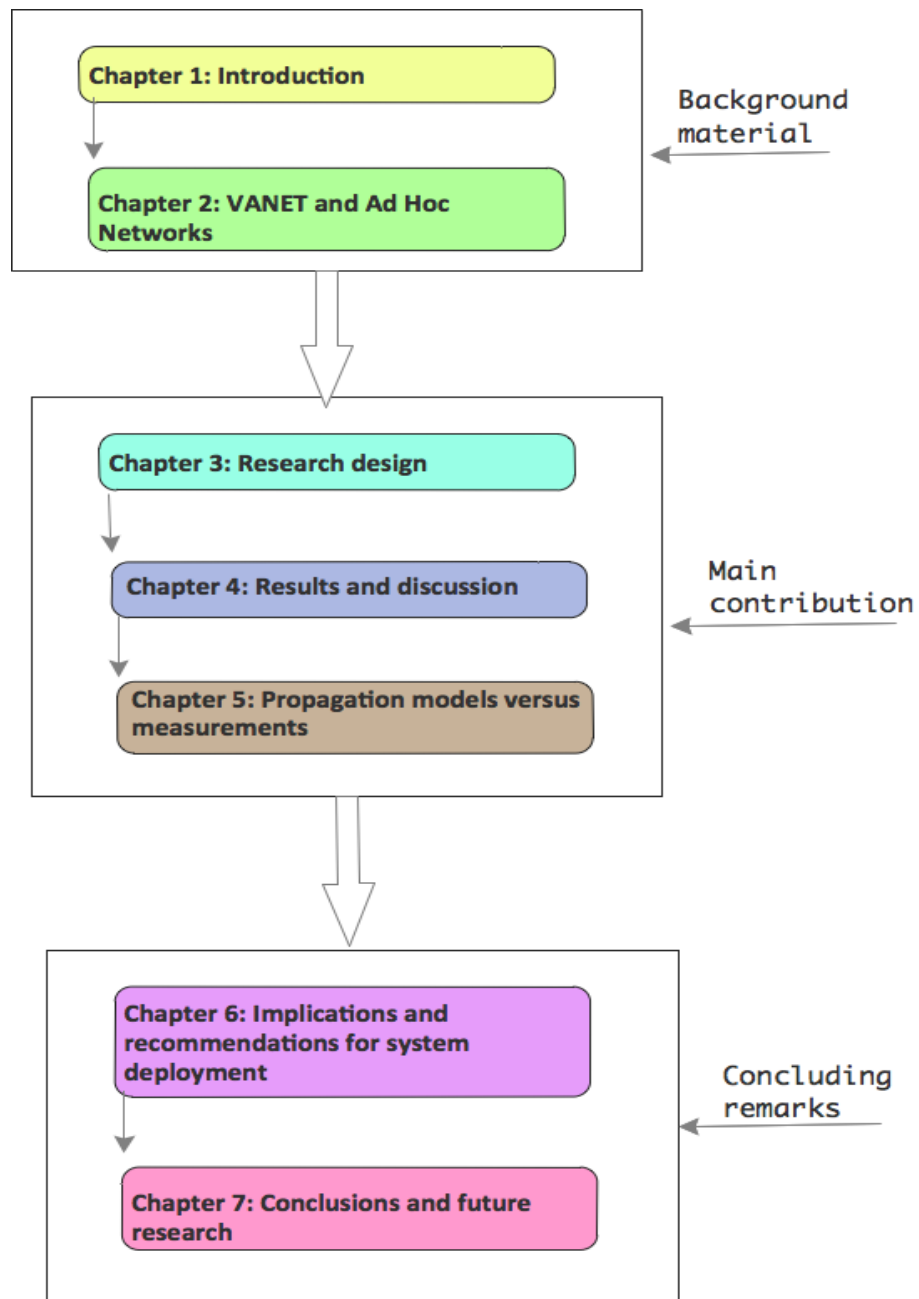 Chapter 1: Introduction
Background
material
Chapter 2: VANET and Ad Hoc
Networks
Chapter 3: Research design
Chapter 4: Results and discussion
Main
contribution
Chapter 5: Propagation models versus
measurements
Chapter 6: Implications and
recommendations for system
deployment
Concluding
remarks
Chapter 7: Conclusions and future
research